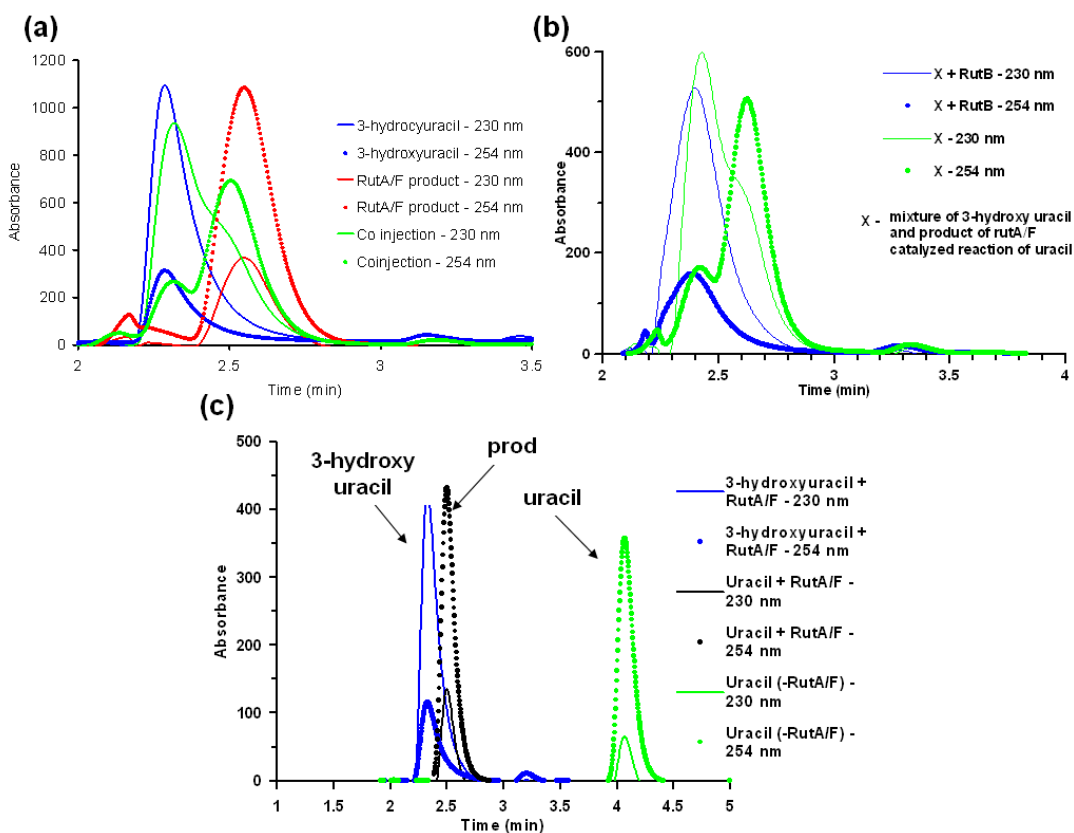 (a)
1200
1000
800
600
400
200
0
Absorbance
2
2.5
3
3.5
Time (min)
3-hydrocyuracil - 230 nm
3-hydroxyuracil - 254 nm
RutA/F product - 230 nm
RutA/F product - 254 nm
Co injection - 230 nm
Coinjection - 254 nm
(b)
600
400
200
0
Absorbance
2
2.5
3
3.5
4
Time (min)
X + RutB - 230 nm
X + RutB - 254 nm
X - 230 nm
X - 254 nm
X - mixture of 3-hydroxy uracil
and product of rutA/F
catalyzed reaction of uracil
(c)
500
400
300
200
100
0
Absorbance
1
1.5
2
2.5
3
3.5
4
4.5
5
Time (min)
3-hydroxy
uracil
prod
uracil
3-hydroxyuracil +
RutA/F - 230 nm
3-hydroxyuracil +
RutA/F - 254 nm
Uracil + RutA/F -
230 nm
Uracil + RutA/F -
254 nm
Uracil (-RutA/F) -
230 nm
Uracil (-RutA/F) -
254 nm